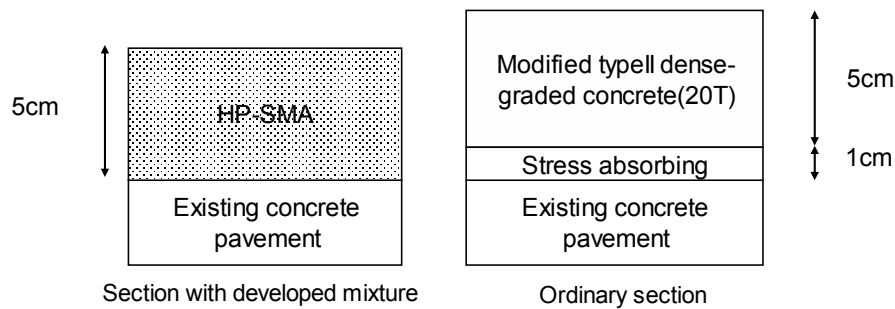 5cm
HP-SMA
Existing concrete
pavement
Section with developed mixture
Modified typeII dense-
graded concrete(20T)
Stress absorbing
Existing concrete
pavement
Ordinary section
5cm
1cm